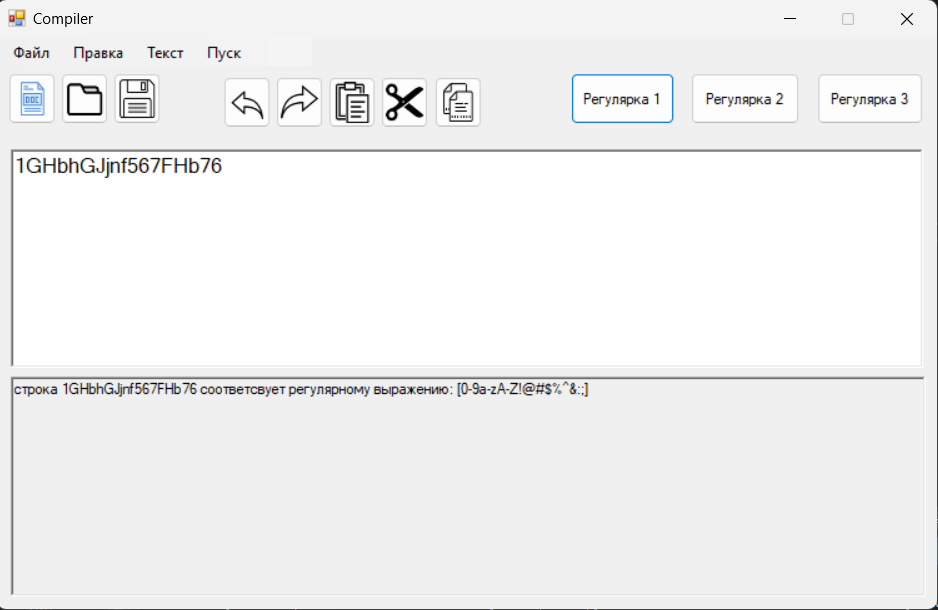 Compiler
Файл Правка Текст Пуск
DOC
Регулярка 1 Регулярка 2 Регулярка 3
1GHbhGJjnf567FHb76
строка 1GHbhGJjnf567FHb76 соответсвует регулярному выражению: [0-9a-zA-Z!@#$%^&:;]